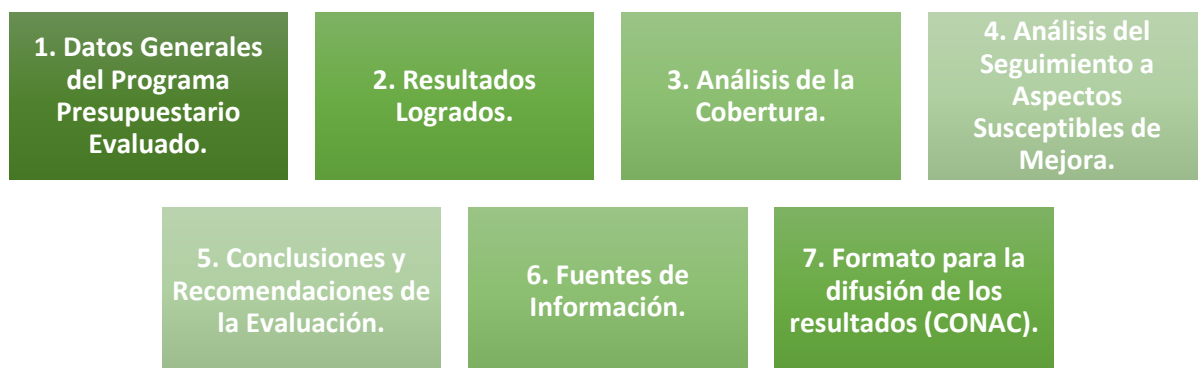 1. Datos Generales
del Programa
Presupuestario
Evaluado.
2. Resultados
Logrados.
3. Análisis de la
Cobertura.
4. Análisis del
Seguimiento a
Aspectos
Susceptibles de
Mejora.
5. Conclusiones y
Recomendaciones de
la Evaluación.
6. Fuentes de
Información.
7. Formato para la
difusión de los
resultados (CONAC).